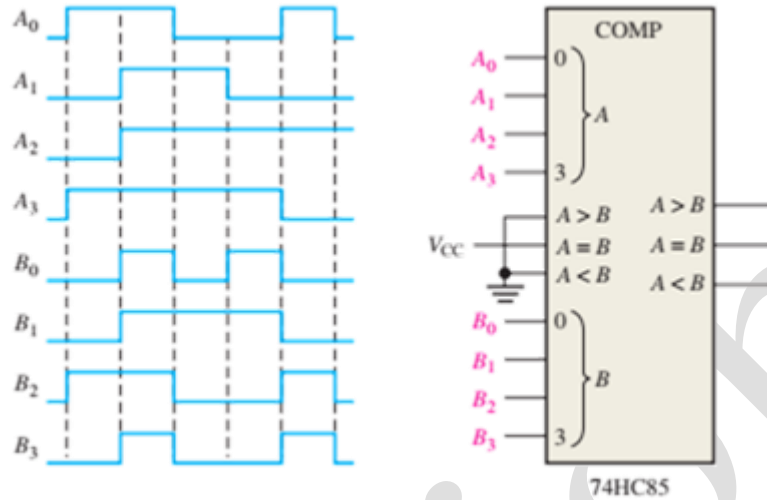 A0
A1
A2
A3
B0
B1
B2
B3
COMP
A0 0
A1
A
A2
A3 3
A > B A > B
VCC A = B A = B
A < B A < B
B0 0
B1
B
B2
B3 3
74HC85